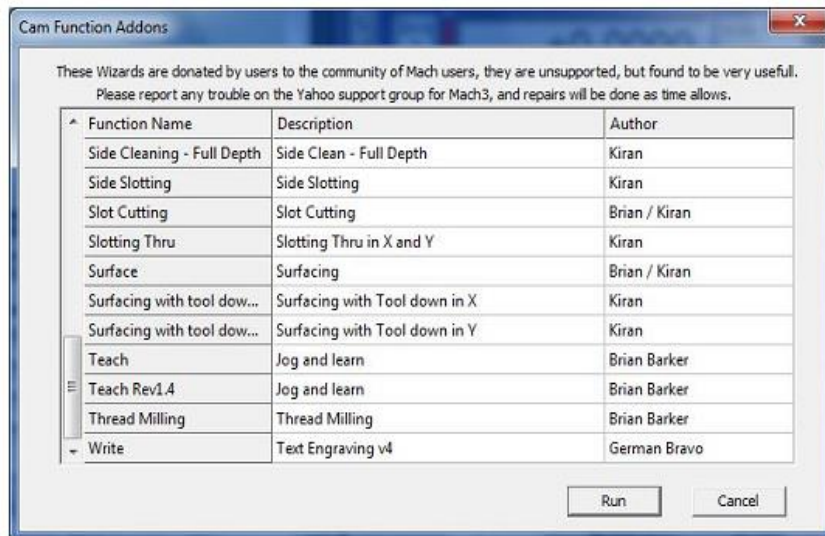 Cam Function Addons
These Wizards are donated by users to the community of Mach users, they are unsupported, but found to be very usefull.
Please report any trouble on the Yahoo support group for Mach3, and repairs will be done as time allows.
Function Name Description Author
Side Cleaning - Full Depth Side Clean - Full Depth Kiran
Side Slotting Side Slotting Kiran
Slot Cutting Slot Cutting Brian / Kiran
Slotting Thru Slotting Thru in X and Y Kiran
Surface Surfacing Brian / Kiran
Surfacing with tool dow... Surfacing with Tool down in X Kiran
Surfacing with tool dow... Surfacing with Tool down in Y Kiran
Teach Jog and learn Brian Barker
Teach Rev1.4 Jog and learn Brian Barker
Thread Milling Thread Milling Brian Barker
Write Text Engraving v4 German Bravo
Run Cancel